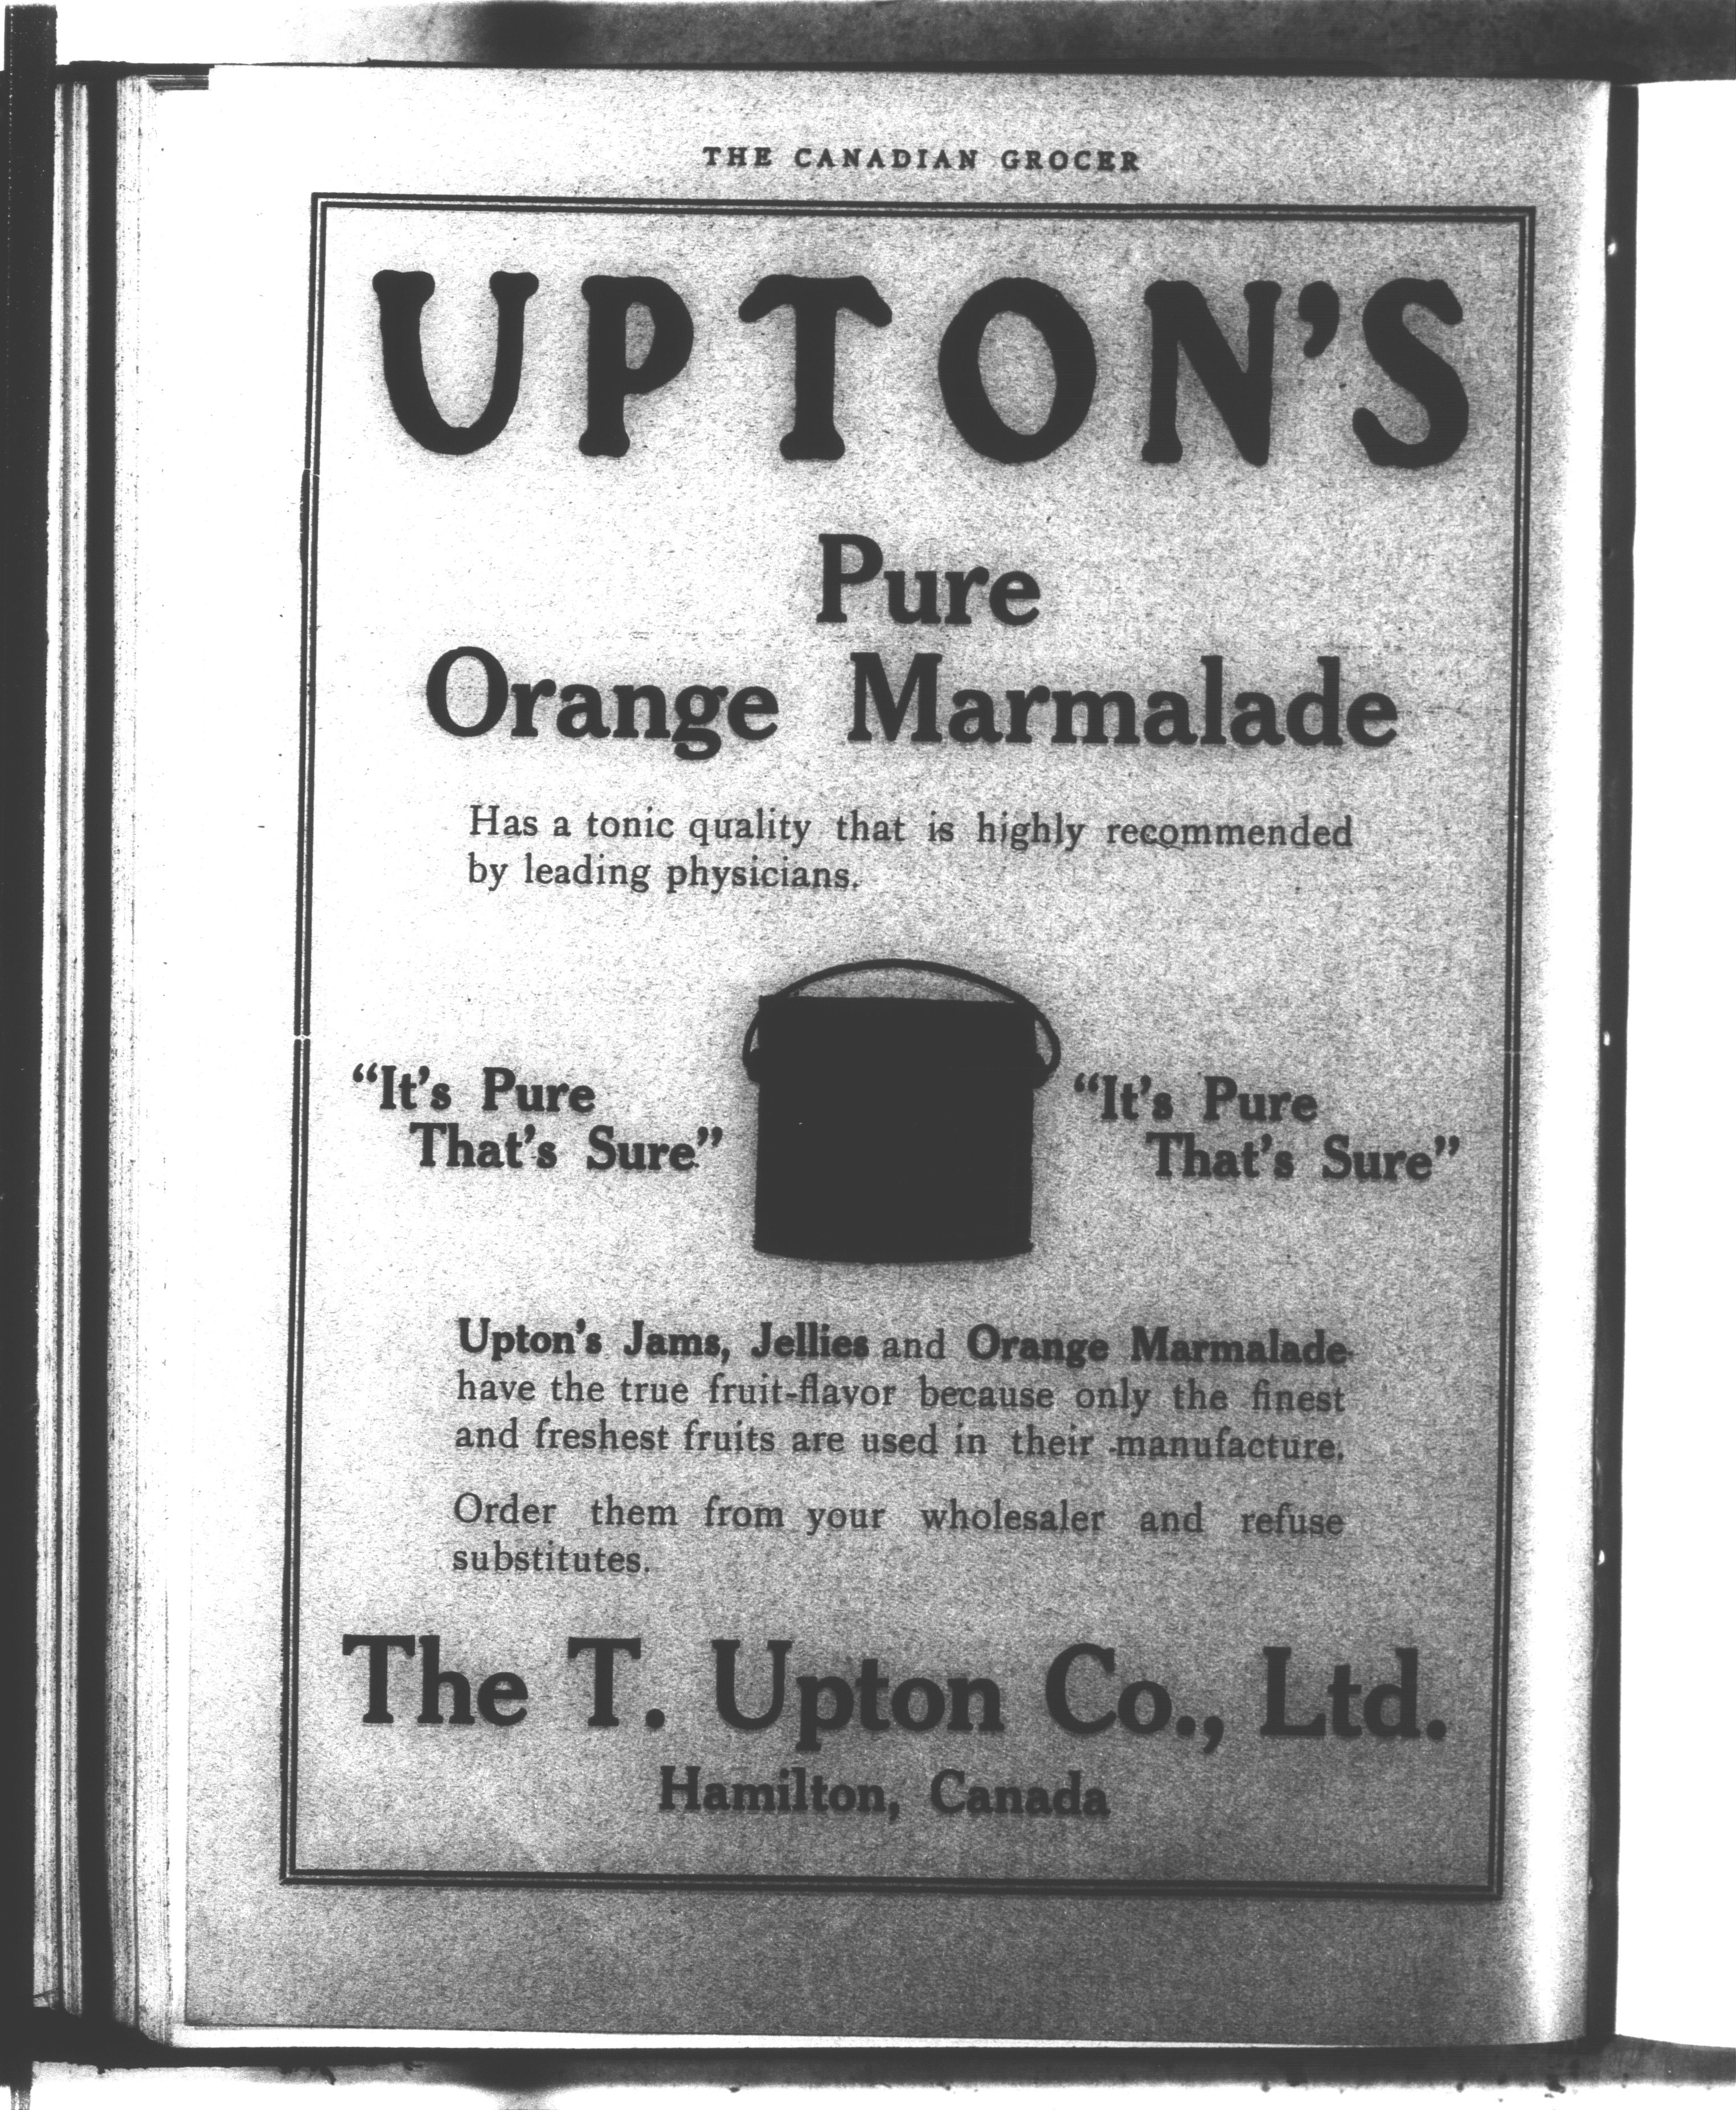 THE CANADIAN GROCER
UPTON'S
Pure
Orange Marmalade
Has a tonic quality that is highly recommended
by leading physicians.
“It's Pure
That's Sure”
“It's Pure
That's Sure”
Upton's Jams, Jellies and Orange Marmalade
have the true fruit-flavor because only the finest
and freshest fruits are used in their manufacture.
Order them from your wholesaler and refuse
substitutes.
The T. Upton Co., Ltd.
Hamilton, Canada